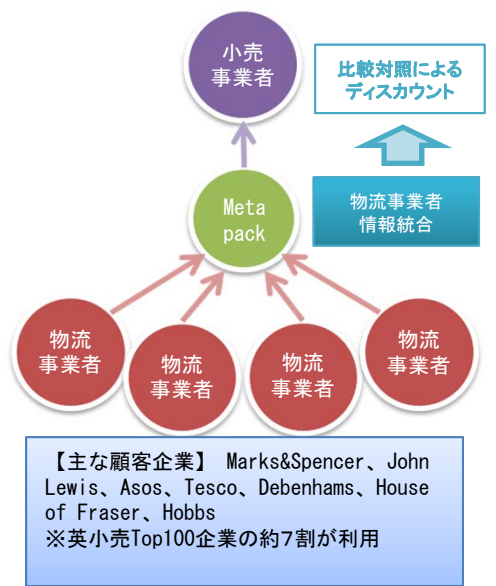 小売
事業者
比較対照による
ディスカウント
Meta
pack
物流事業者
情報統合
物流
事業者
物流
事業者
物流
事業者
物流
事業者
【主な顧客企業】 Marks&Spencer、John
Lewis、Asos、Tesco、Debenhams、House
of Fraser、Hobbs
※英小売Top100企業の約７割が利用